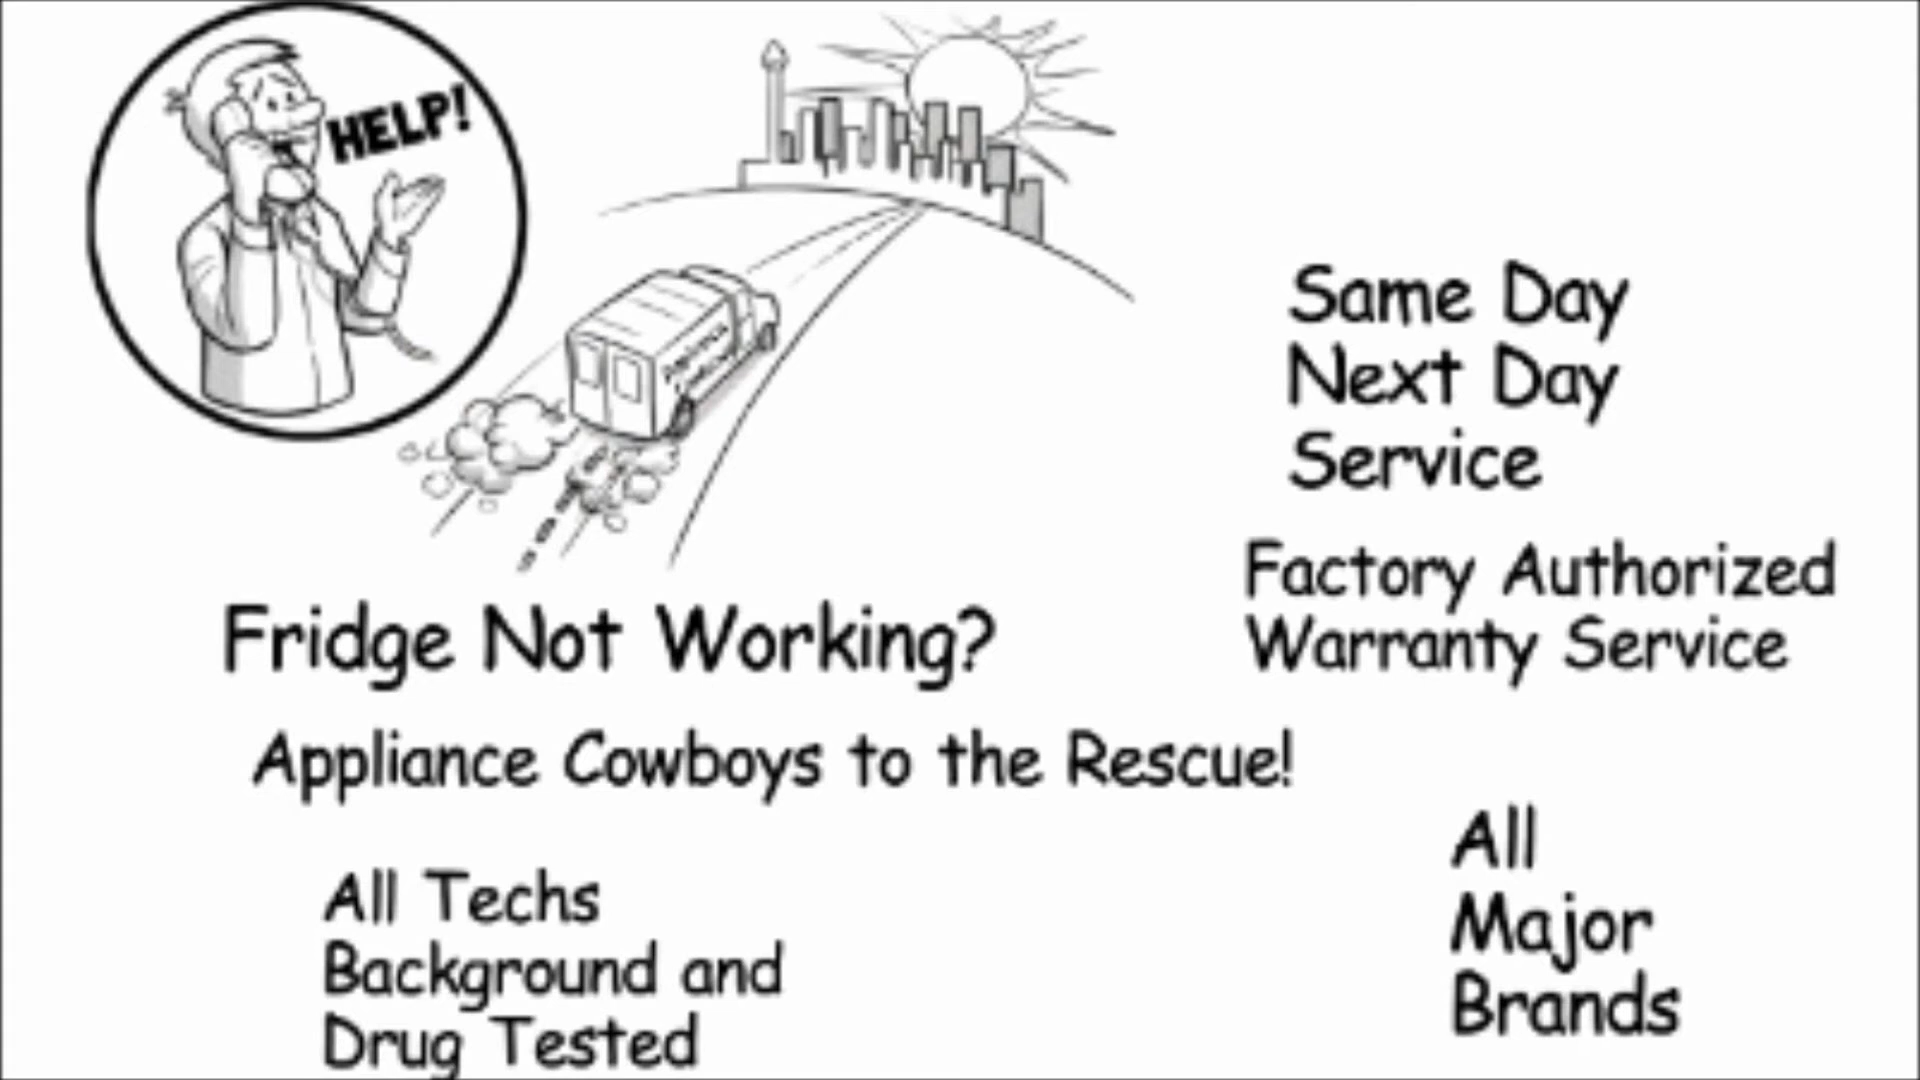 HELP!
Same Day
Next Day
Service
Factory Authorized
Warranty Service
Fridge Not Working?
Appliance Cowboys to the Rescue!
All Techs
Background and
Drug Tested
All
Major
Brands